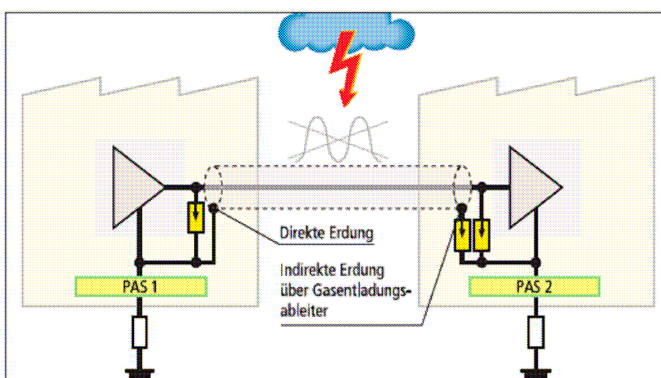 Direkte Erdung
Indirekte Erdung
über Gasentladungs-
ableiter
PAS 1
PAS 2